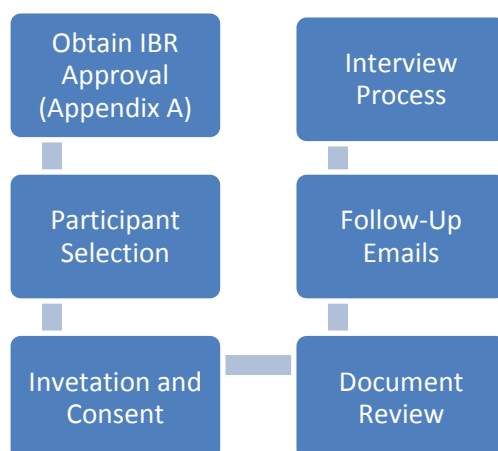 Obtain IBR
Approval
(Appendix A)
Participant
Selection
Invetation and
Consent
Document
Review
Follow-Up
Emails
Interview
Process